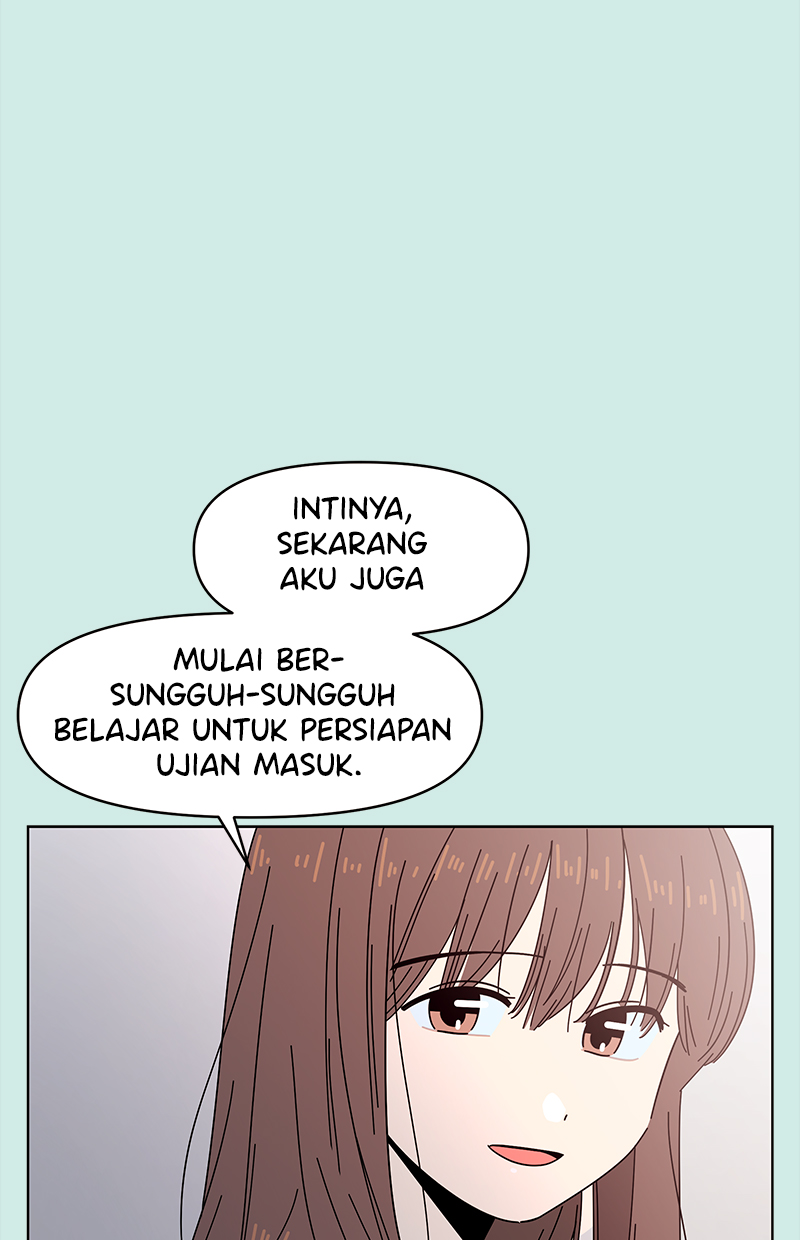 INTINYA,
SEKARANG
AKU JUGA
MULAI BER-
SUNGGUH-SUNGGUH
BELAJAR UNTUK PERSIAPAN
UJIAN MASUK.